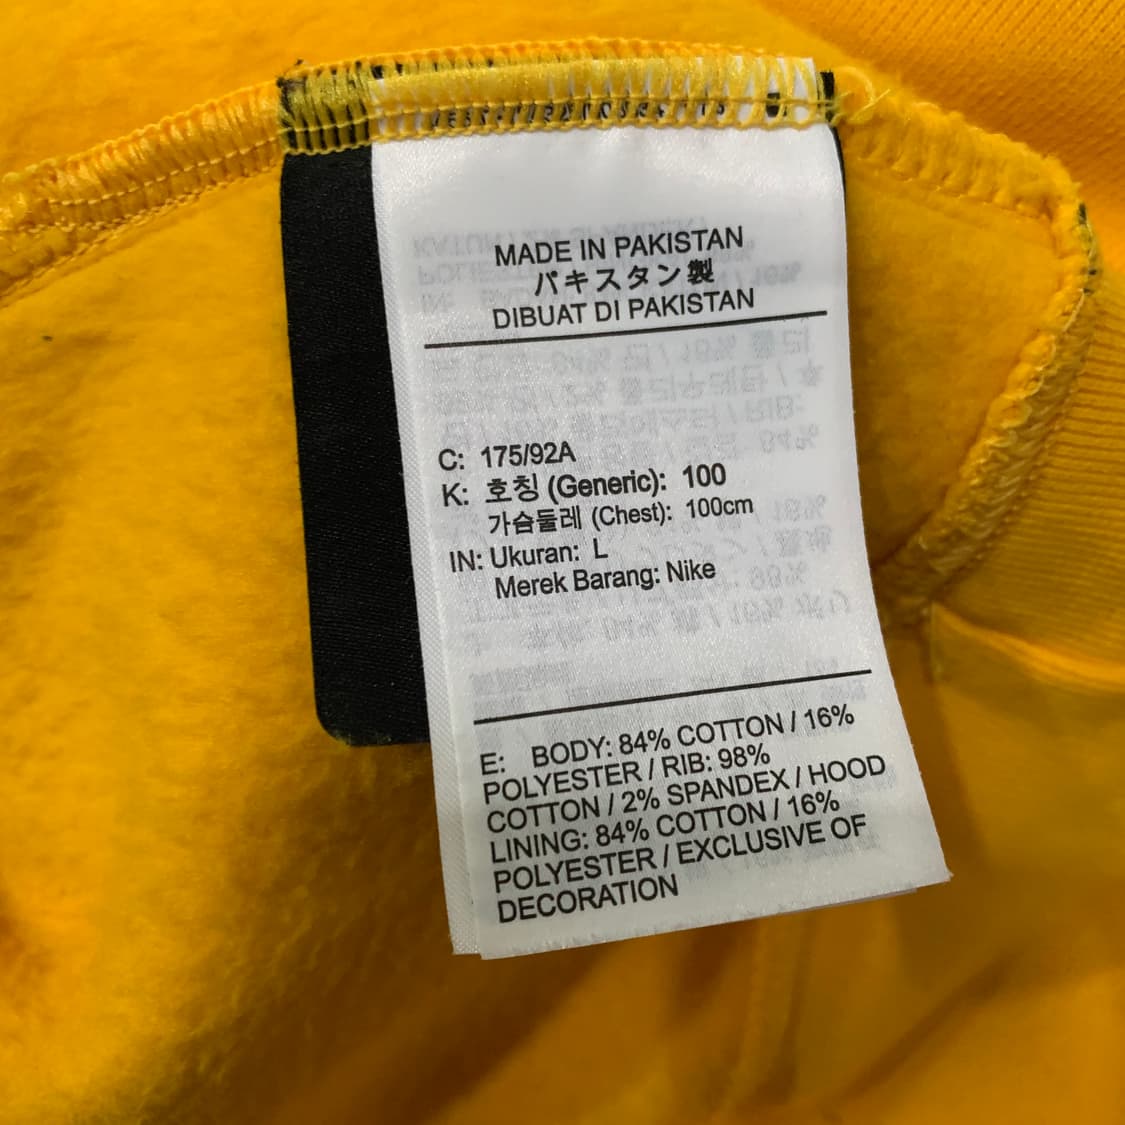 MADE IN PAKISTAN
パキスタン製
DIBUAT DI PAKISTAN
C: 175/92A
K: 호칭 (Generic): 100
가슴둘레 (Chest): 100cm
IN: Ukuran: L
Merek Barang: Nike
E: BODY: 84% COTTON / 16%
POLYESTER / RIB: 98%
COTTON / 2% SPANDEX / HOOD
LINING: 84% COTTON / 16%
POLYESTER / EXCLUSIVE OF
DECORATION